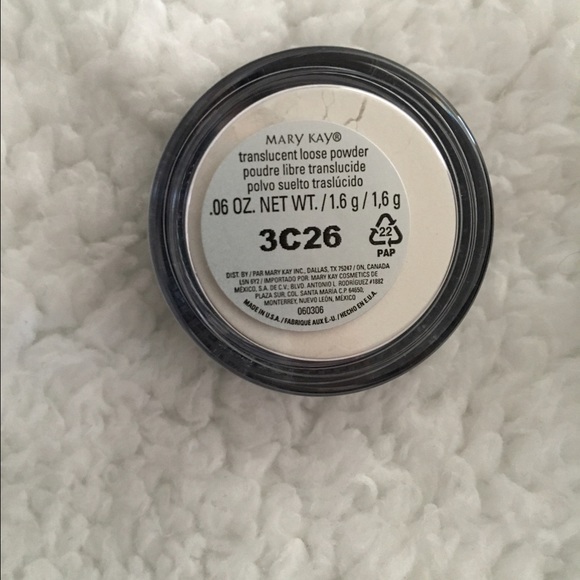 MARY KAY®
translucent loose powder
poudre libre translucide
polvo suelto traslúcido
.06 OZ. NET WT. / 1.6 g / 1,6 g
3C26
22
PAP
DIST. BY / PAR MARY KAY INC., DALLAS, TX 75247 / ON, CANADA
L5N 6Y2 / IMPORTADO POR: MARY KAY COSMETICS DE
MÉXICO, S.A. DE C.V., BLVD. ANTONIO L. RODRÍGUEZ #1882
PLAZA SUR, COL. SANTA MARÍA C.P. 64650,
MONTERREY, NUEVO LEÓN, MÉXICO
060306
MADE IN U.S.A. / FABRIQUÉ AUX É.-U. / HECHO EN E.U.A.